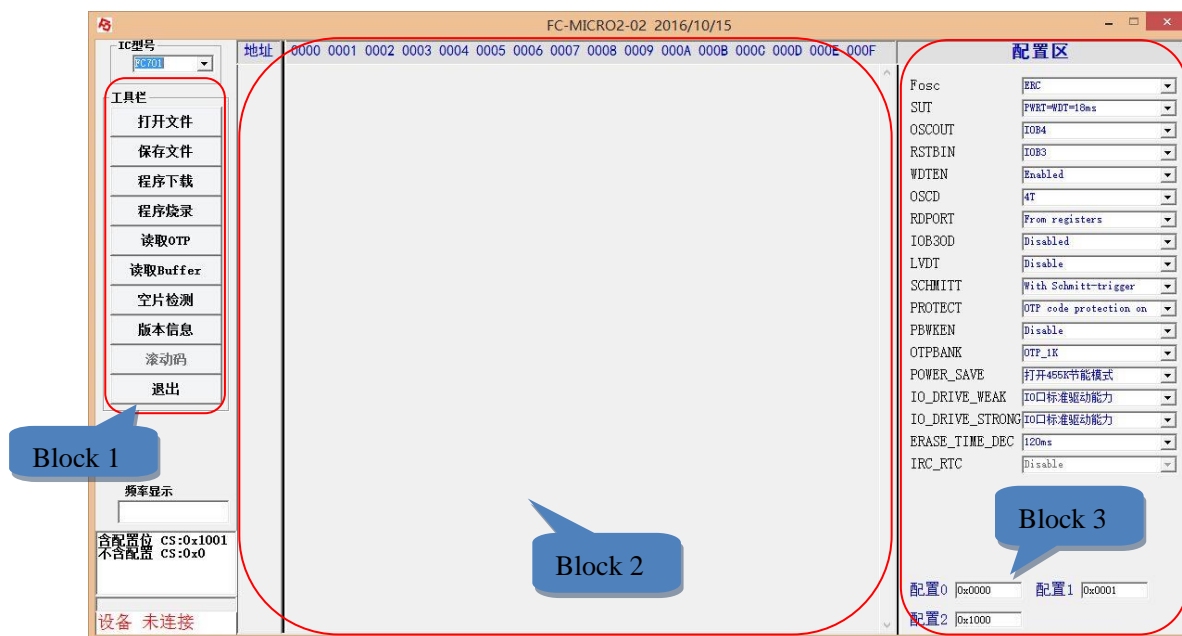 FC-MICRO2-02 2016/10/15
IC型号
FC701
工具栏
打开文件
保存文件
程序下载
程序烧录
读取OTP
读取Buffer
空片检测
版本信息
滚动码
退出
Block 1
频率显示
含配置位 CS:0x1001
不含配置 CS:0x0
设备 未连接
地址 0000 0001 0002 0003 0004 0005 0006 0007 0008 0009 000A 000B 000C 000D 000E 000F
Block 2
配置区
Fosc ERC
SUT PWRT=WDT=18ms
OSCOUT IOB4
RSTBIN IOB3
WDTEN Enabled
OSCD 4T
RDPORT From registers
IOB3OD Disabled
LVDT Disable
SCHMITT With Schmitt-trigger
PROTECT OTP code protection on
PBWKEN Disable
OTPBANK OTP_1K
POWER_SAVE 打开455K节能模式
IO_DRIVE_WEAK IO口标准驱动能力
IO_DRIVE_STRONG IO口标准驱动能力
ERASE_TIME_DEC 120ms
IRC_RTC Disable
Block 3
配置0 0x0000 配置1 0x0001
配置2 0x1000